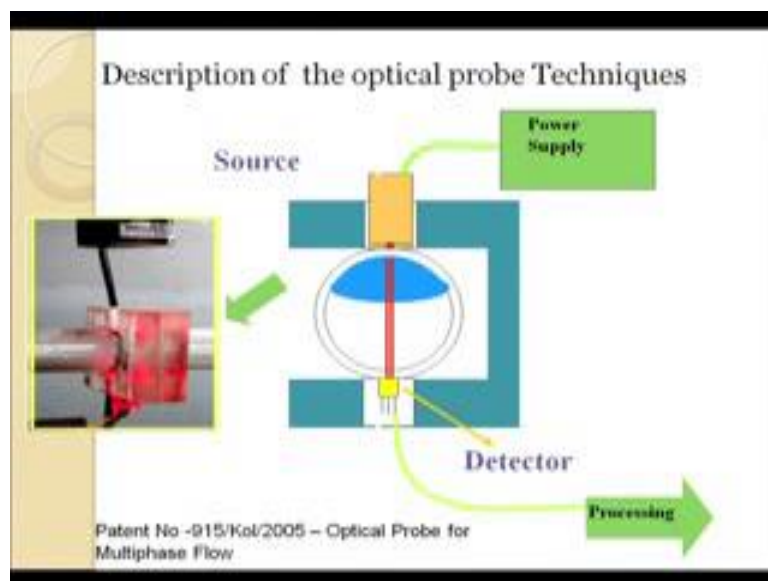 Description of the optical probe Techniques
Power
Supply
Source
Detector
Processing
Patent No -915/Kol/2005 – Optical Probe for
Multiphase Flow